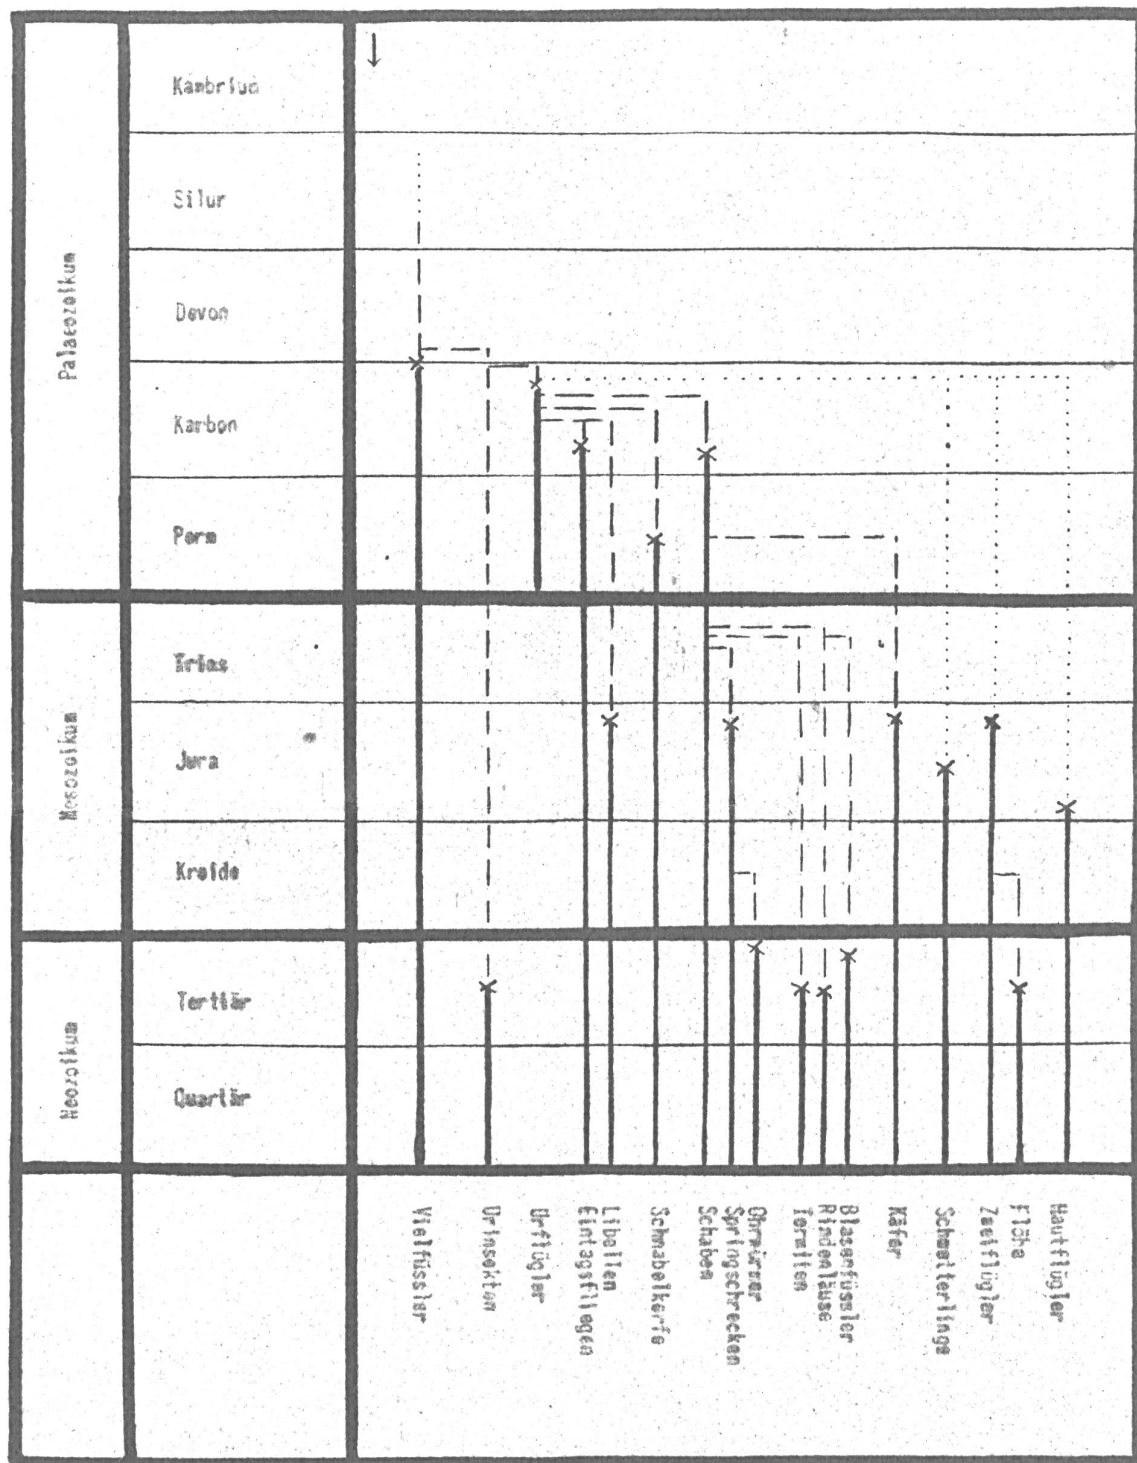 Palaeozoikum
Kambrium
Silur
Devon
Karbon
Perm
Mesozoikum
Trias
Jura
Kreide
Neozoikum
Tertiär
Quartär
Vielfüssler
Urinsekten
Urflügler
Eintagsfliegen
Libellen
Schnabelkerfe
Schaben
Springschrecken
Ohrwürmer
Termiten
Rindenläuse
Blasenfüssler
Käfer
Schmetterlinge
Zweiflügler
Flöhe
Hautflügler